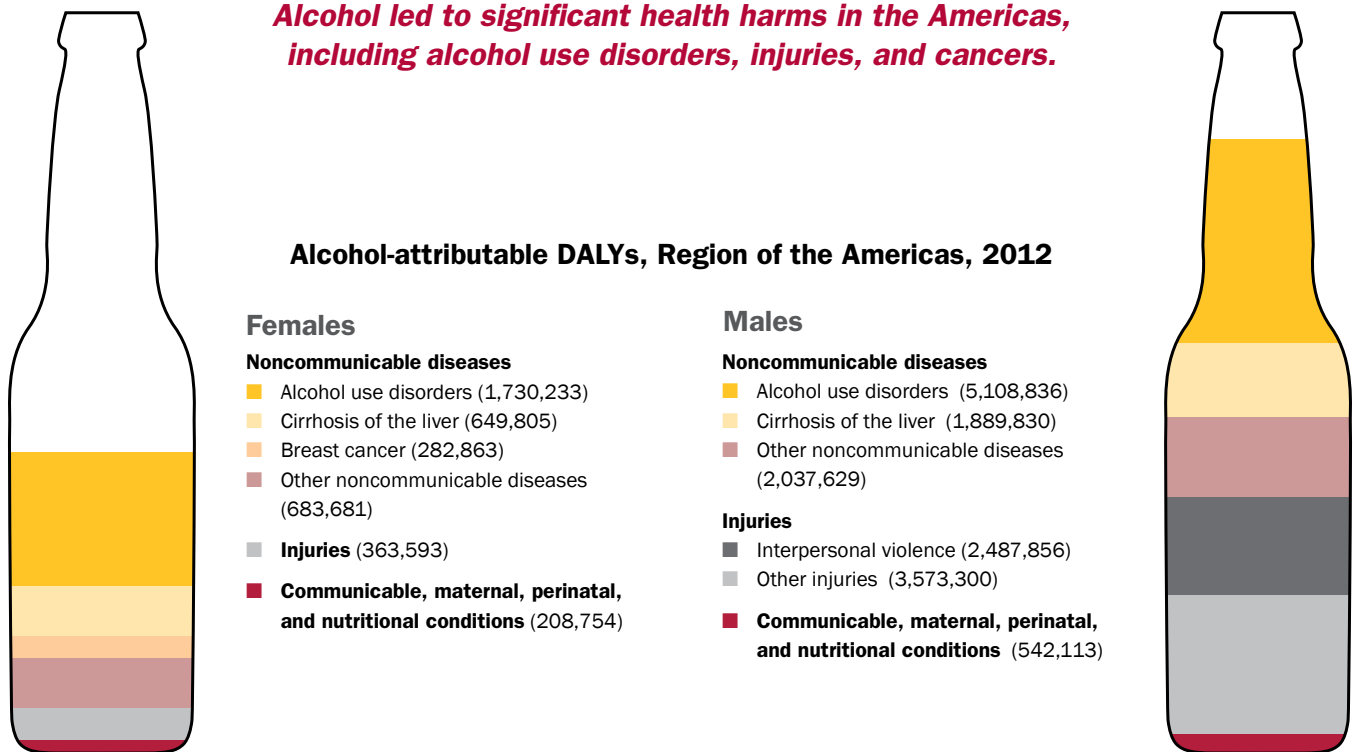 Alcohol led to significant health harms in the Americas,
including alcohol use disorders, injuries, and cancers.
Alcohol-attributable DALYs, Region of the Americas, 2012
Females
Noncommunicable diseases
Alcohol use disorders (1,730,233)
Cirrhosis of the liver (649,805)
Breast cancer (282,863)
Other noncommunicable diseases
(683,681)
Injuries (363,593)
Communicable, maternal, perinatal,
and nutritional conditions (208,754)
Males
Noncommunicable diseases
Alcohol use disorders (5,108,836)
Cirrhosis of the liver (1,889,830)
Other noncommunicable diseases
(2,037,629)
Injuries
Interpersonal violence (2,487,856)
Other injuries (3,573,300)
Communicable, maternal, perinatal,
and nutritional conditions (542,113)